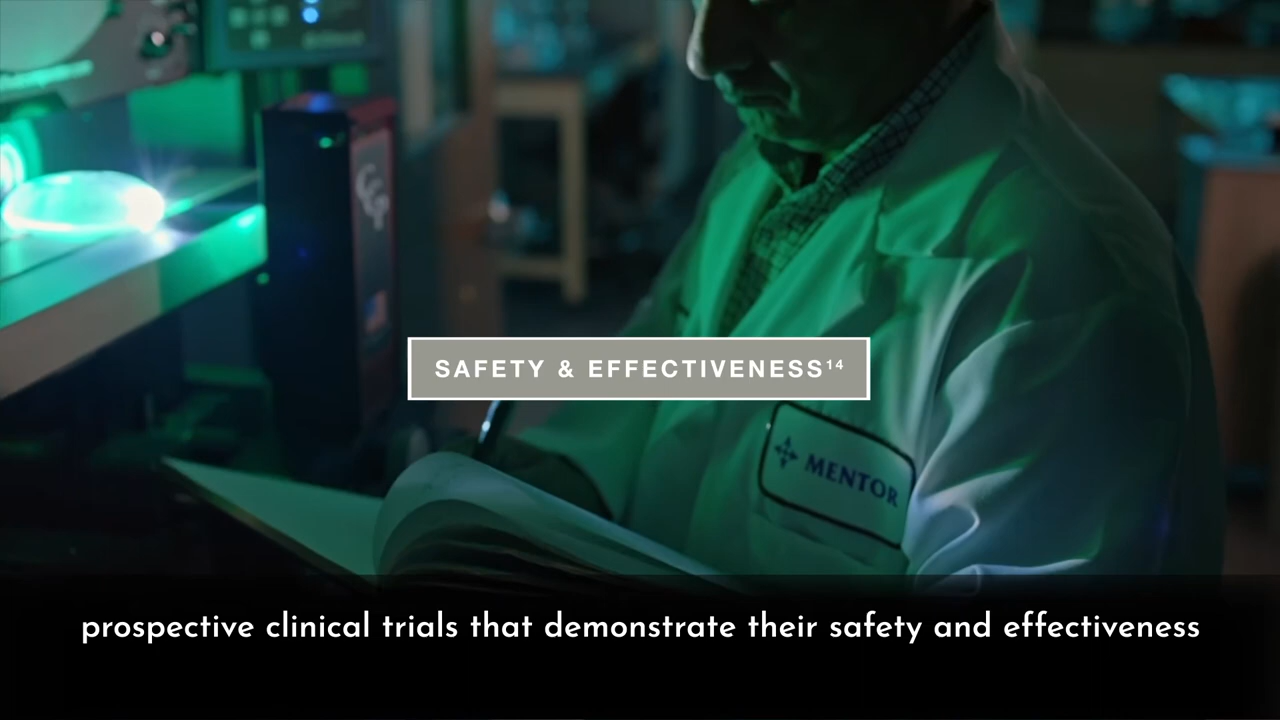 SAFETY & EFFECTIVENESS¹⁴
MENTOR
prospective clinical trials that demonstrate their safety and effectiveness